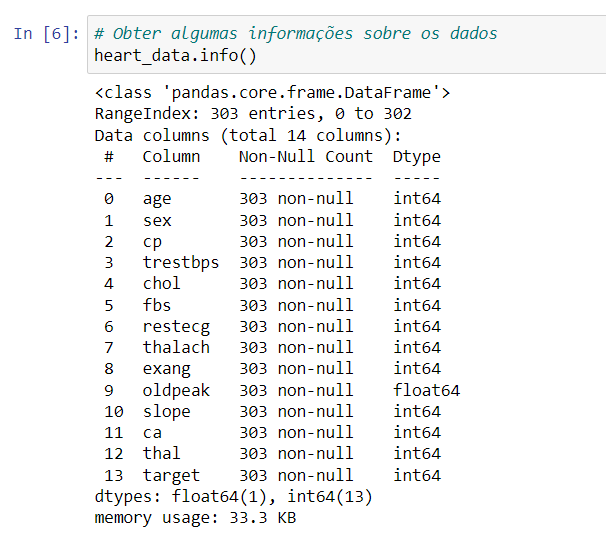 In [6]: # Obter algumas informações sobre os dados
heart_data.info()
<class 'pandas.core.frame.DataFrame'>
RangeIndex: 303 entries, 0 to 302
Data columns (total 14 columns):
 #   Column    Non-Null Count  Dtype
---  ------    --------------  -----
 0   age       303 non-null    int64
 1   sex       303 non-null    int64
 2   cp        303 non-null    int64
 3   trestbps  303 non-null    int64
 4   chol      303 non-null    int64
 5   fbs       303 non-null    int64
 6   restecg   303 non-null    int64
 7   thalach   303 non-null    int64
 8   exang     303 non-null    int64
 9   oldpeak   303 non-null    float64
 10  slope     303 non-null    int64
 11  ca        303 non-null    int64
 12  thal      303 non-null    int64
 13  target    303 non-null    int64
dtypes: float64(1), int64(13)
memory usage: 33.3 KB